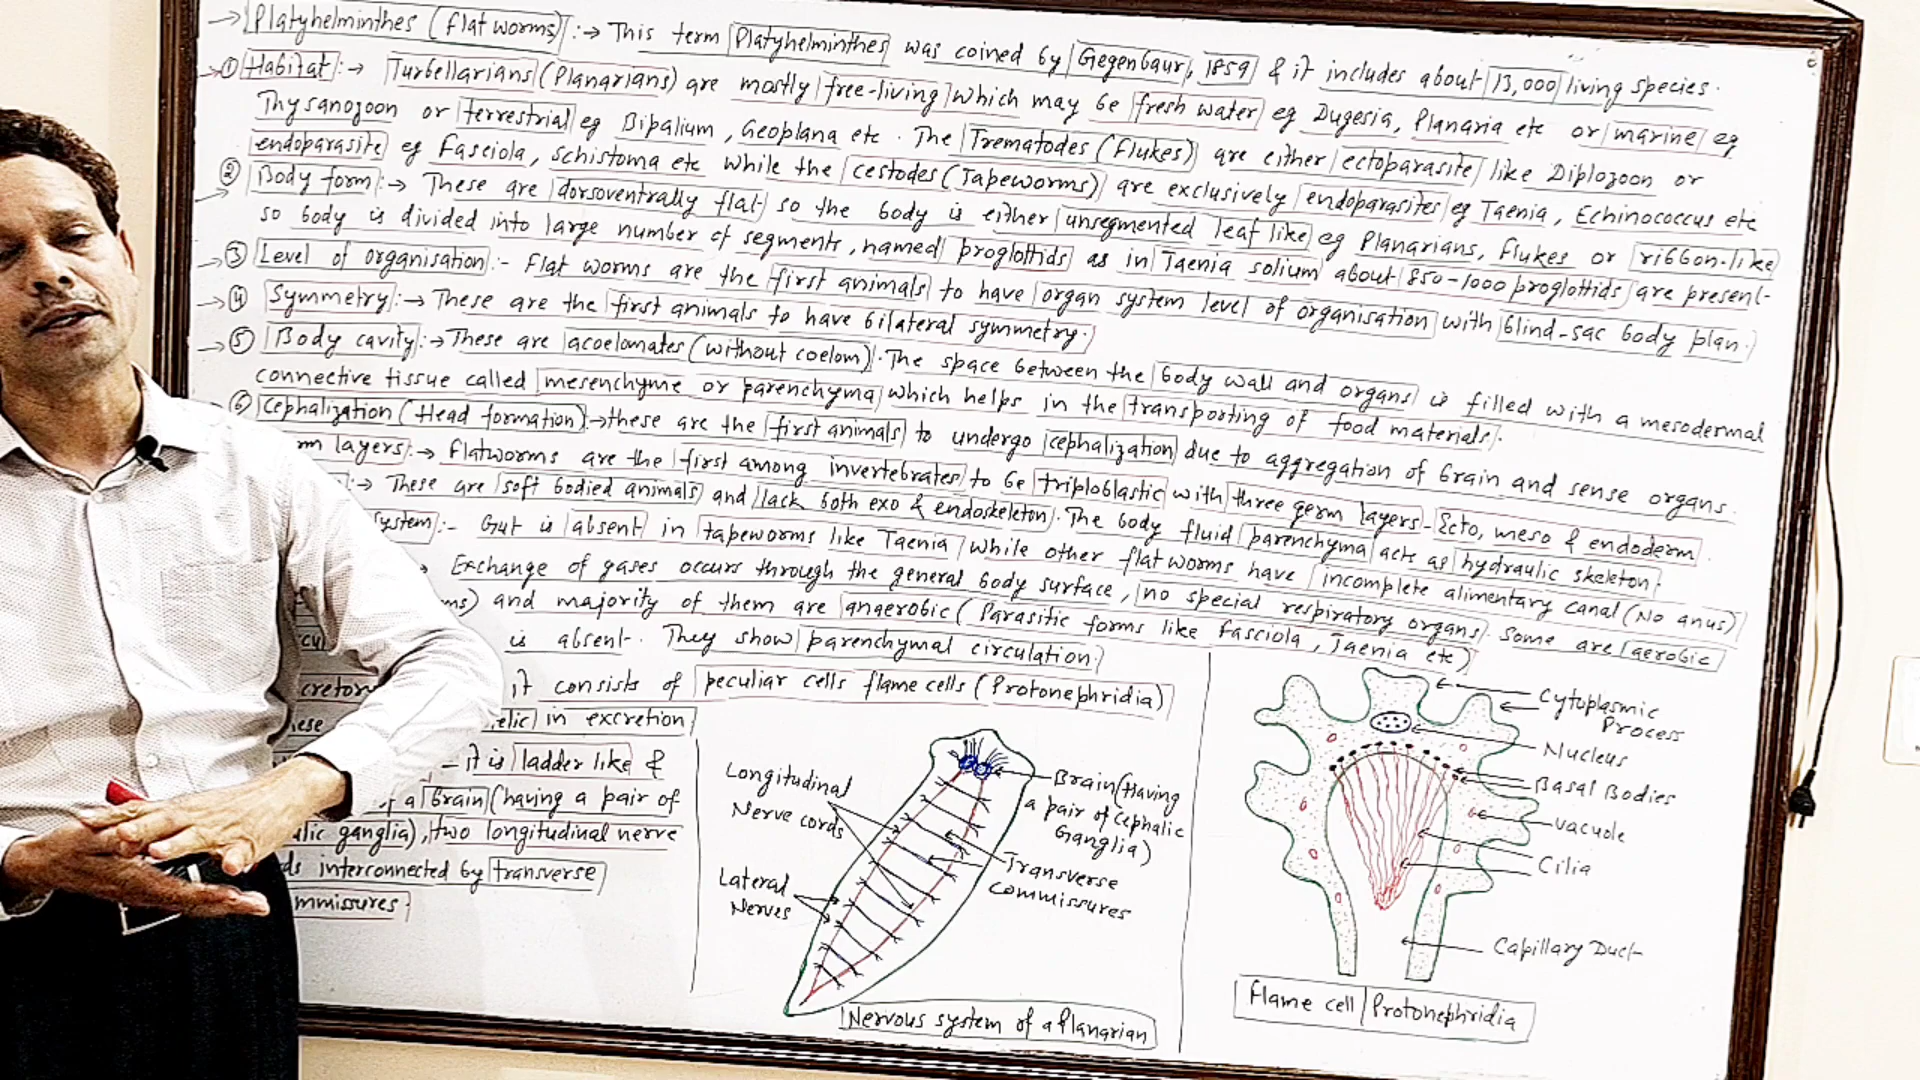 → Platyhelminthes (flat worms) :→ This term Platyhelminthes was coined by Gegenbaur, 1859 & it includes about 13,000 living species.
→ ① Habitat :→ Turbellarians (Planarians) are mostly free-living which may be fresh water eg Dugesia, Planaria etc or marine eg
Thysanozoon or terrestrial eg Bipalium, Geoplana etc. The Trematodes (flukes) are either ectoparasite like Diplozoon or
endoparasite eg Fasciola, Schistoma etc while the cestodes (Tapeworms) are exclusively endoparasites eg Taenia, Echinococcus etc
→ ② Body form :→ These are dorsoventrally flat so the body is either unsegmented leaf like eg Planarians, flukes or ribbon-like
so body is divided into large number of segments, named proglottids as in Taenia solium about 850-1000 proglottids are present-
→ ③ Level of organisation :- Flat worms are the first animals to have organ system level of organisation with blind-sac body plan.
→ ④ Symmetry :→ These are the first animals to have bilateral symmetry.
→ ⑤ Body cavity :→ These are acoelomates (without coelom). The space between the body wall and organs is filled with a mesodermal
connective tissue called mesenchyme or parenchyma which helps in the transporting of food materials.
⑥ Cephalization (Head formation) :→ these are the first animals to undergo cephalization due to aggregation of brain and sense organs.
rm layers :→ flatworms are the first among invertebrates to be triploblastic with three germ layers - Ecto, meso & endoderm.
:→ These are soft bodied animals and lack both exo & endoskeleton. The body fluid parenchyma acts as hydraulic skeleton.
system :- Gut is absent in tapeworms like Taenia while other flat worms have incomplete alimentary canal (No anus)
Exchange of gases occurs through the general body surface, no special respiratory organs. Some are aerobic
ms) and majority of them are anaerobic (Parasitic forms like fasciola, Taenia etc)
is absent. They show parenchymal circulation.
cretory it consists of peculiar cells flame cells (Protonephridia)
hese elic) in excretion
- it is ladder like &
a brain (having a pair of
alic ganglia), two longitudinal nerve
ds interconnected by transverse
mmissures.
Longitudinal
Nerve cords
Lateral
Nerves
Brain (Having
a pair of Cephalic
Ganglia)
Transverse
Commissures
Nervous system of a Planarian
Cytoplasmic
Process
Nucleus
Basal Bodies
Vacuole
Cilia
Capillary Duct
Flame cell | Protonephridia